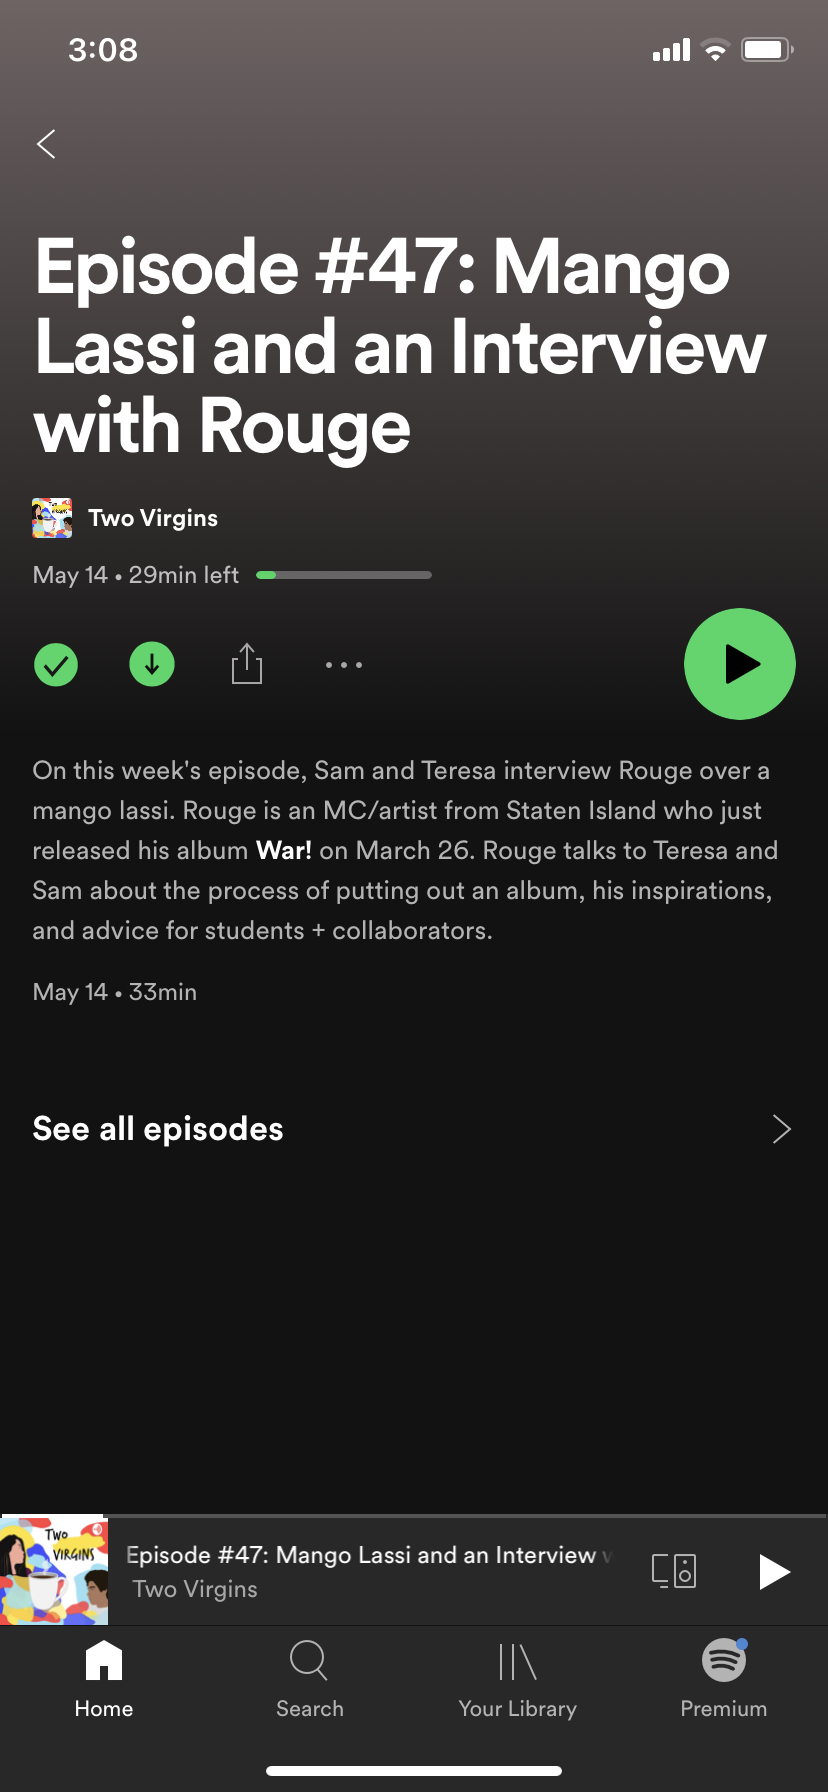 3:08
Episode #47: Mango
Lassi and an Interview
with Rouge
Two Virgins
May 14 • 29min left
On this week's episode, Sam and Teresa interview Rouge over a
mango lassi. Rouge is an MC/artist from Staten Island who just
released his album War! on March 26. Rouge talks to Teresa and
Sam about the process of putting out an album, his inspirations,
and advice for students + collaborators.
May 14 • 33min
See all episodes
TWO
VIRGINS
Episode #47: Mango Lassi and an Interview w
Two Virgins
Home
Search
Your Library
Premium